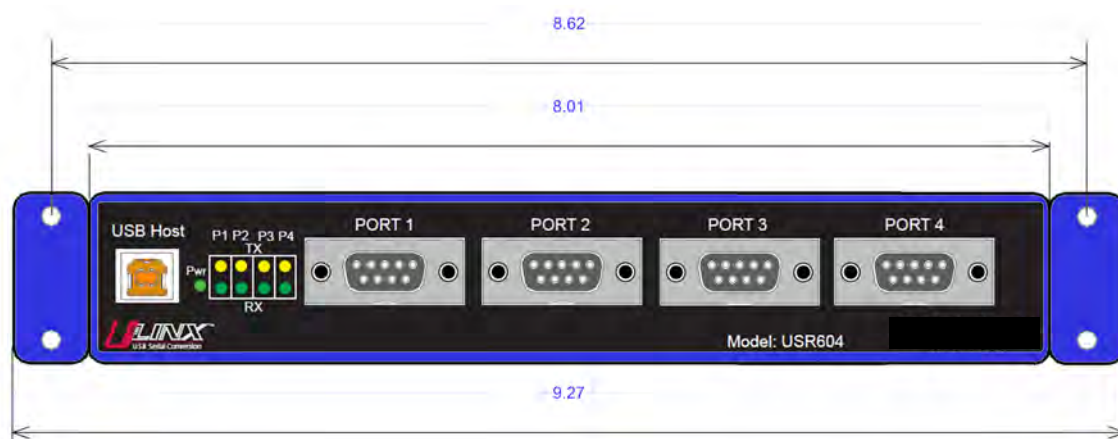 8.62
8.01
USB Host
P1 P2 P3 P4
TX
PORT 1
PORT 2
PORT 3
PORT 4
Pwr
RX
ULINX™
USB Serial Conversion
Model: USR604
9.27